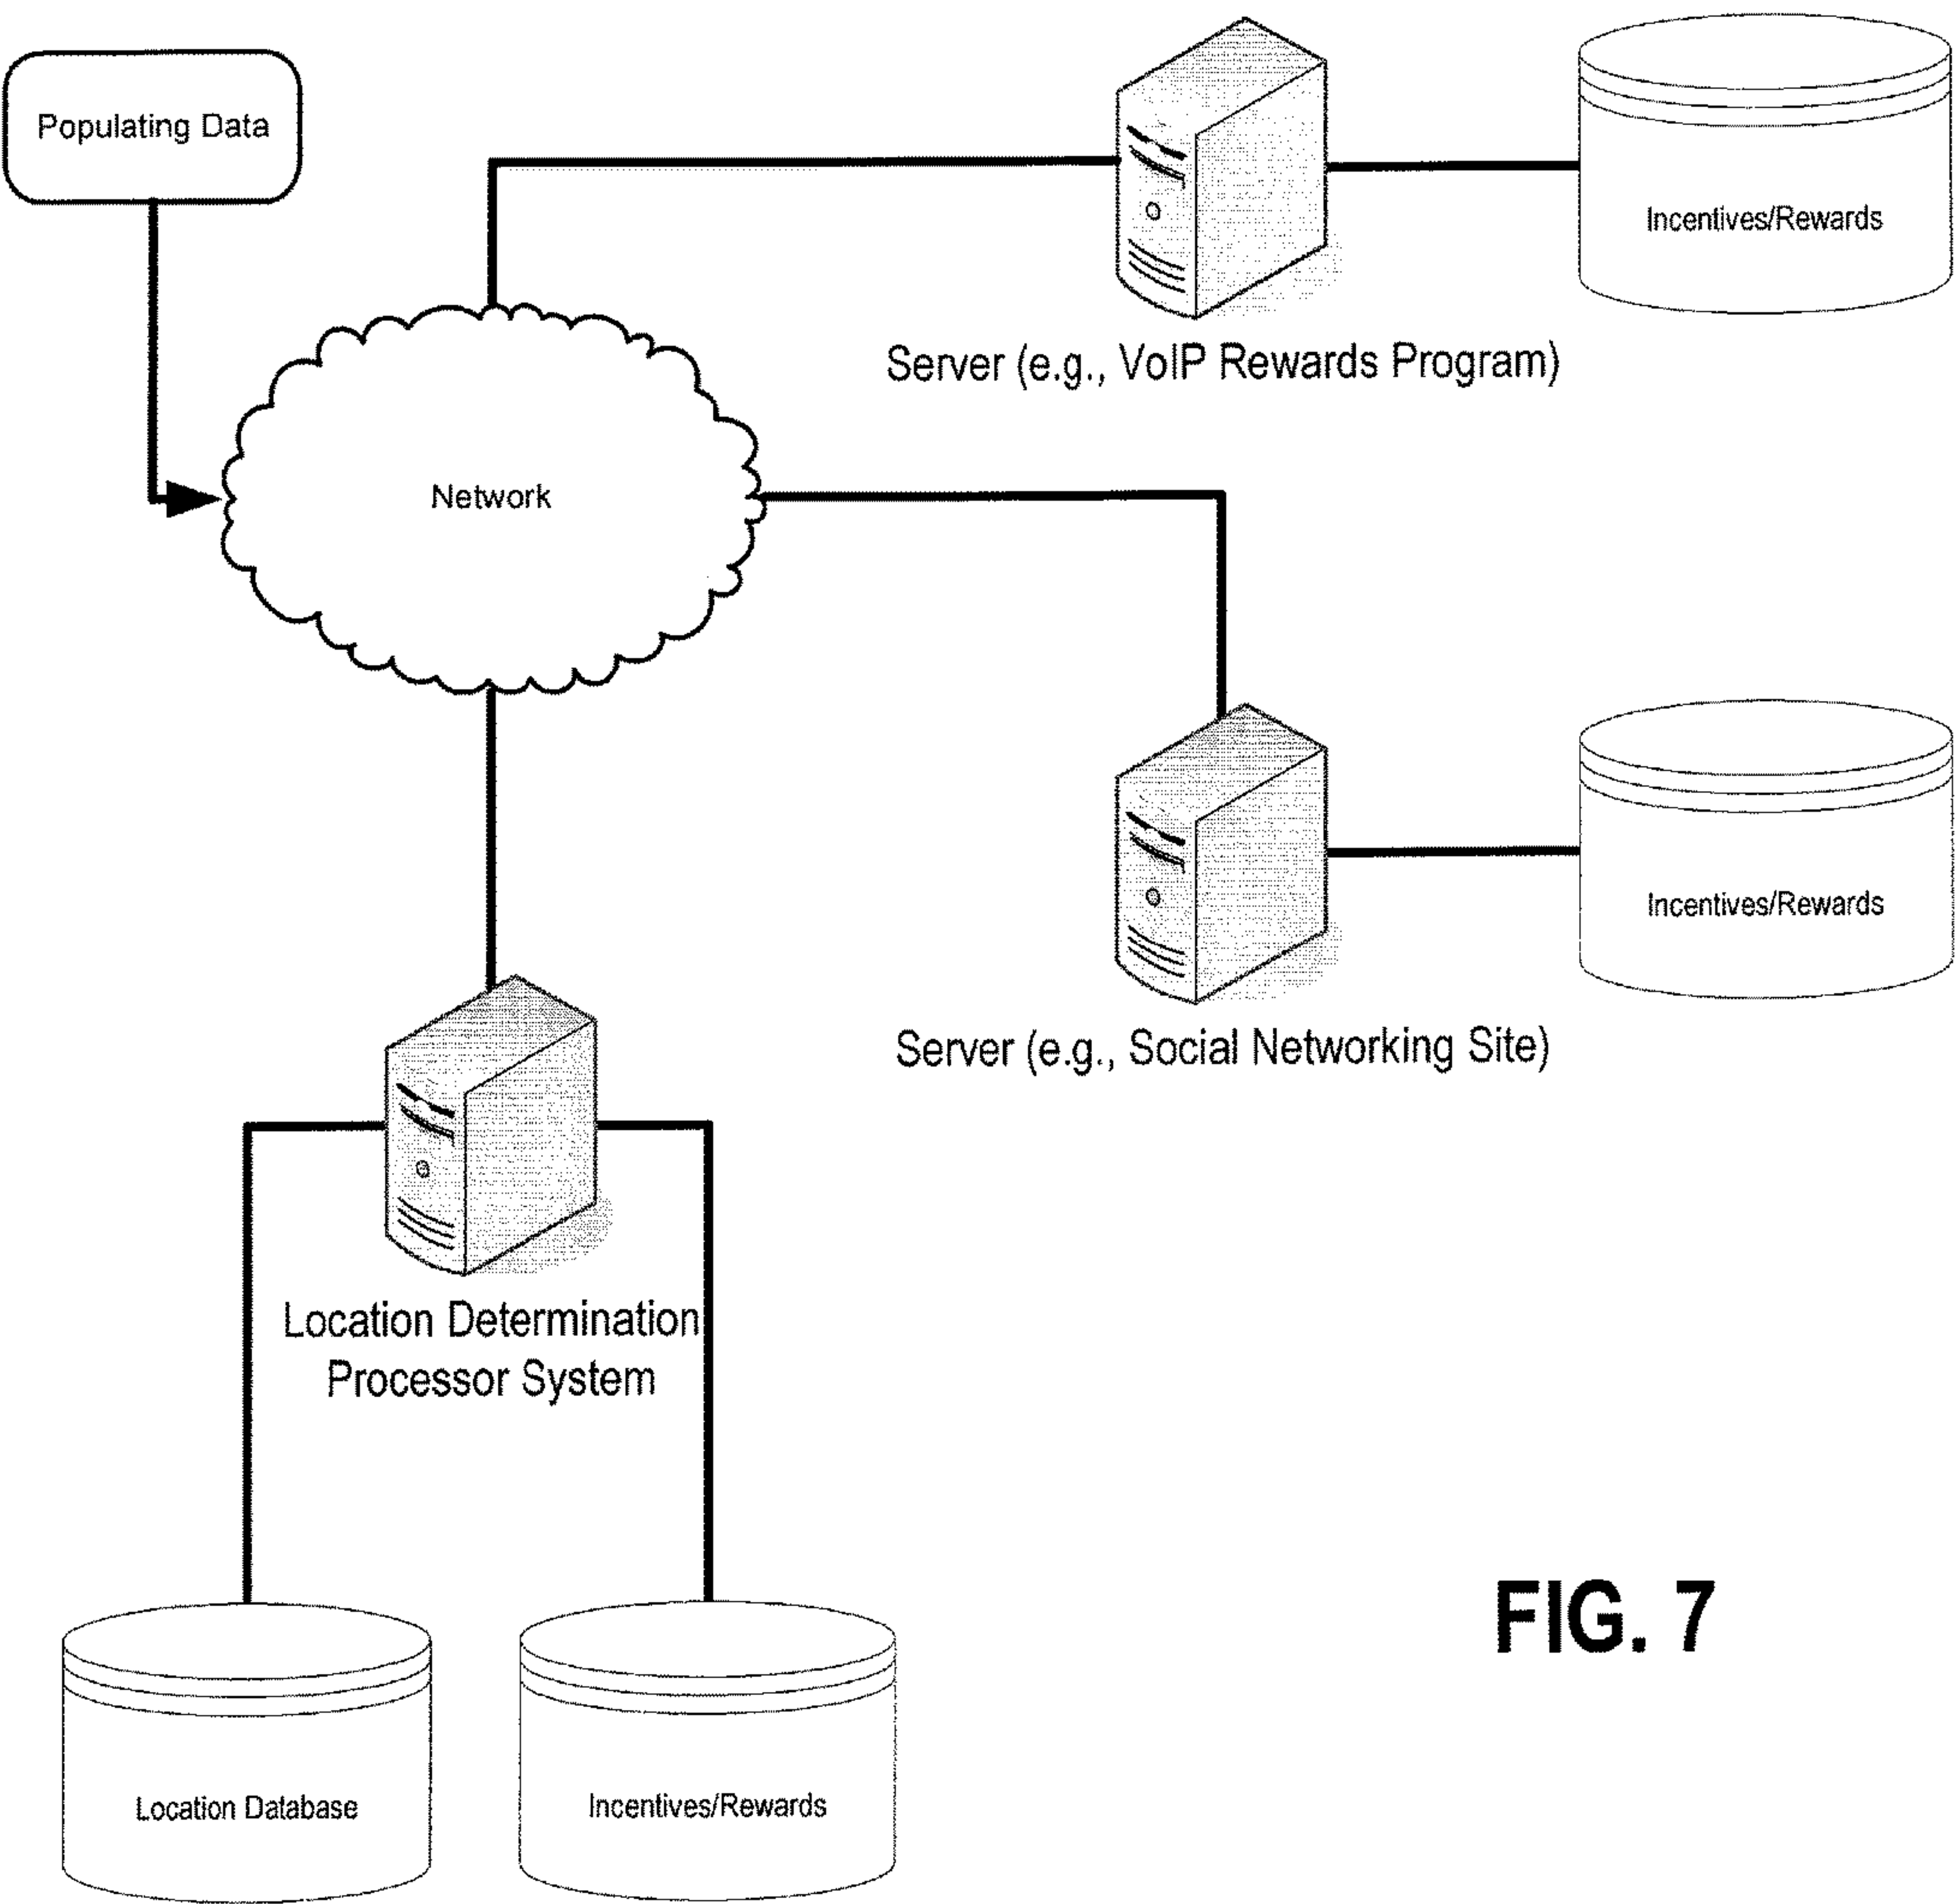 Populating Data
Incentives/Rewards
Server (e.g., VoIP Rewards Program)
Network
Incentives/Rewards
Server (e.g., Social Networking Site)
Location Determination
Processor System
FIG. 7
Location Database
Incentives/Rewards